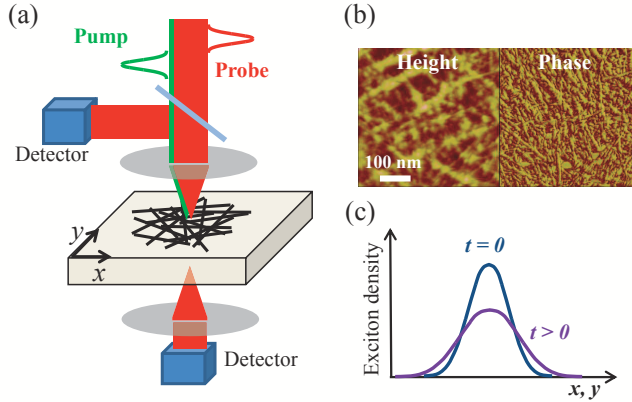 (a)
Pump
Probe
Detector
y
x
Detector
(b)
Height
Phase
100 nm
(c)
Exciton density
t = 0
t > 0
x, y